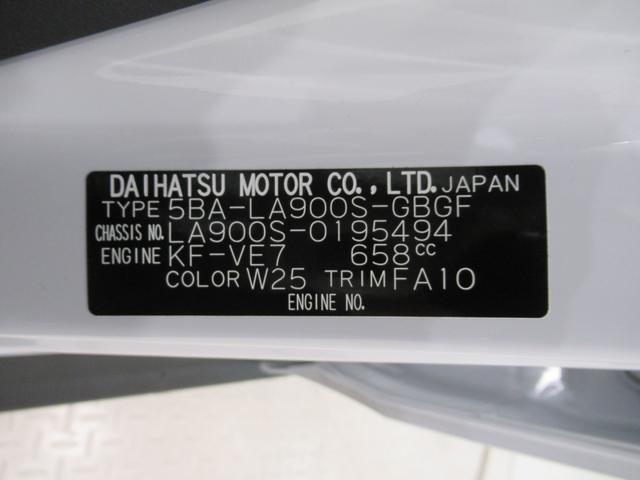 DAIHATSU MOTOR CO., LTD. JAPAN
TYPE 5BA-LA900S-GBGF
CHASSIS NO. LA900S-0195494
ENGINE KF-VE7 658cc
COLOR W25 TRIM FA10
ENGINE NO.